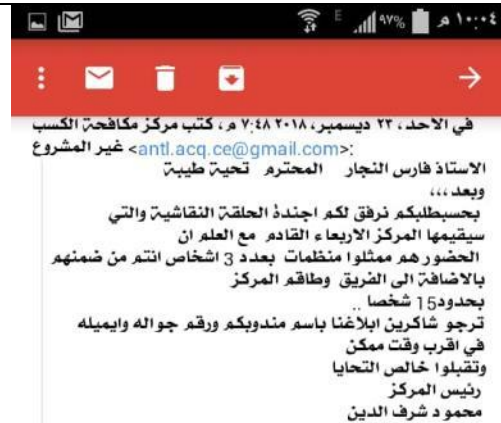 ١٠:٠٤ م ٩٧% E
في الاحد، ٢٣ ديسمبر، ٢٠١٨ ٧:٤٨ م، كتب مركز مكافحة الكسب
غير المشروع <antl.acq.ce@gmail.com>:
الاستاذ فارس النجار المحترم تحية طيبة
وبعد ،،،
بحسبطلبكم نرفق لكم اجندة الحلقة النقاشية والتي
سيقيمها المركز الاربعاء القادم مع العلم ان
الحضور هم ممثلوا منظمات بعدد 3 اشخاص انتم من ضمنهم
بالاضافة الى الفريق وطاقم المركز
بحدود15 شخصا ..
نرجو شاكرين ابلاغنا باسم مندوبكم ورقم جواله وايميله
في اقرب وقت ممكن
وتقبلوا خالص التحايا
رئيس المركز
محمود شرف الدين